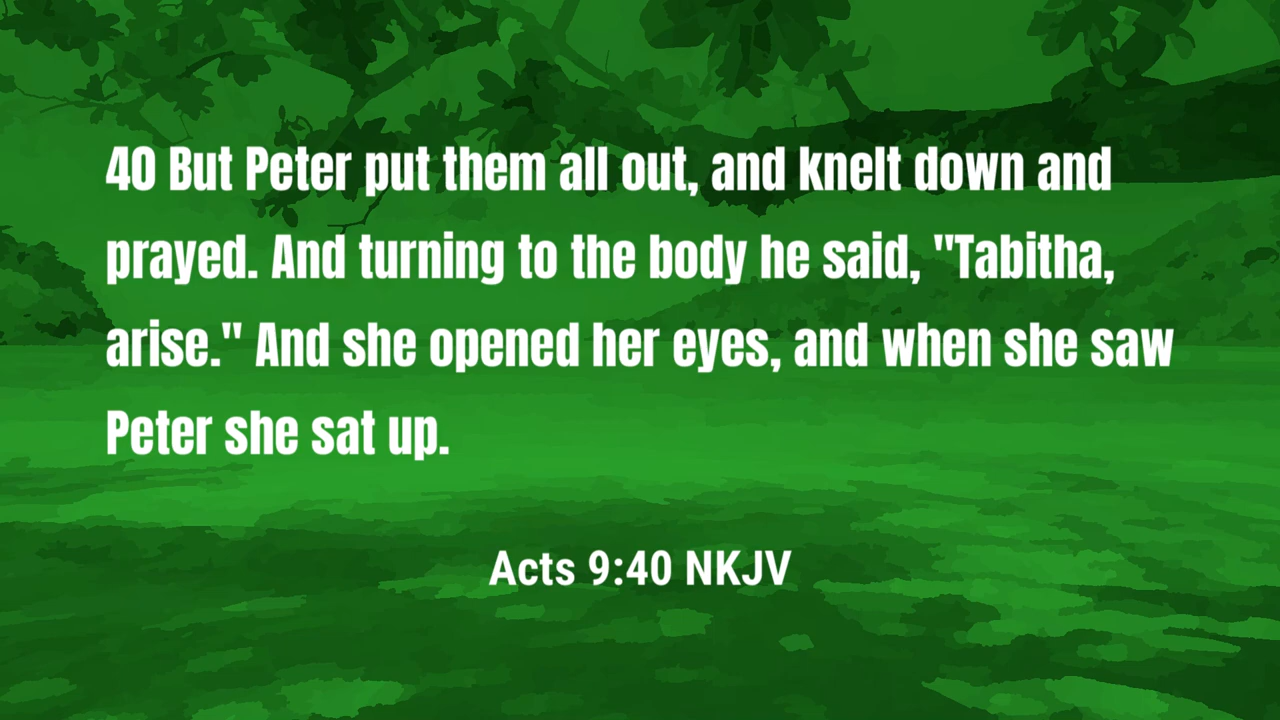 40 But Peter put them all out, and knelt down and
prayed. And turning to the body he said, "Tabitha,
arise." And she opened her eyes, and when she saw
Peter she sat up.
Acts 9:40 NKJV